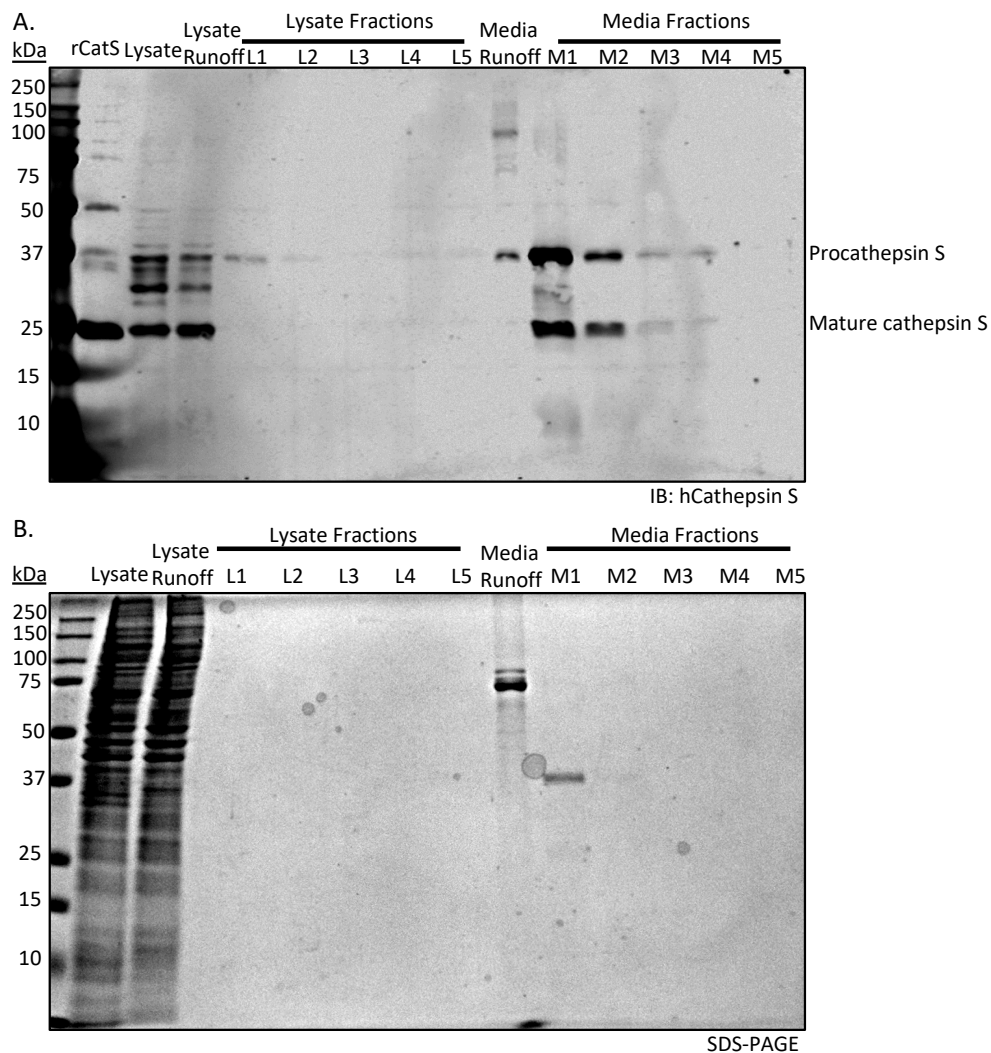 A.
kDa rCatS Lysate Lysate Runoff Lysate Fractions L1 L2 L3 L4 L5 Media Runoff Media Fractions M1 M2 M3 M4 M5
250
150
100
75
50
37 Procathepsin S
25 Mature cathepsin S
15
10
IB: hCathepsin S
B.
kDa Lysate Lysate Runoff Lysate Fractions L1 L2 L3 L4 L5 Media Runoff Media Fractions M1 M2 M3 M4 M5
250
150
100
75
50
37
25
15
10
SDS-PAGE